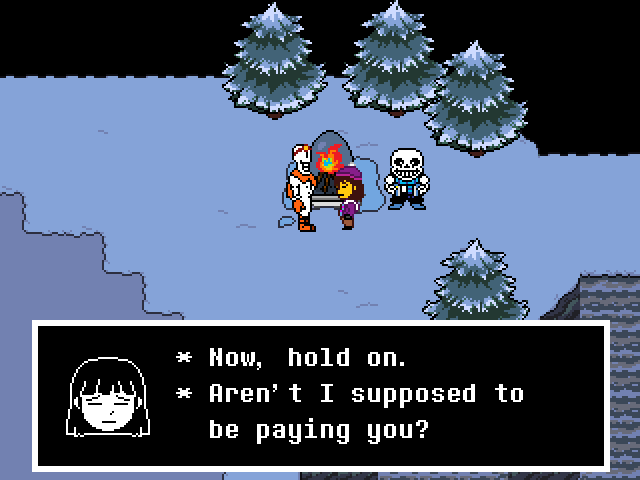 * Now, hold on.
* Aren't I supposed to
be paying you?